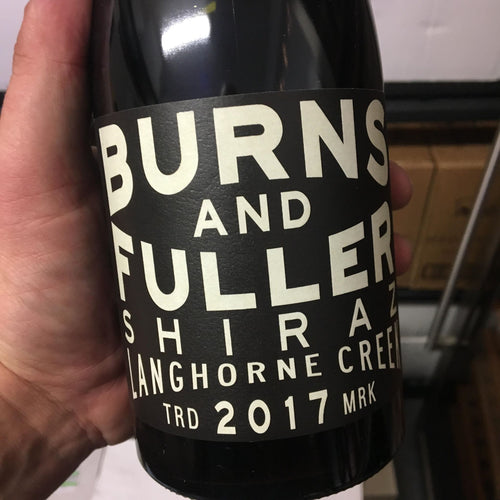 BURNS
AND
FULLER
SHIRAZ
LANGHORNE CREEK
TRD 2017 MRK